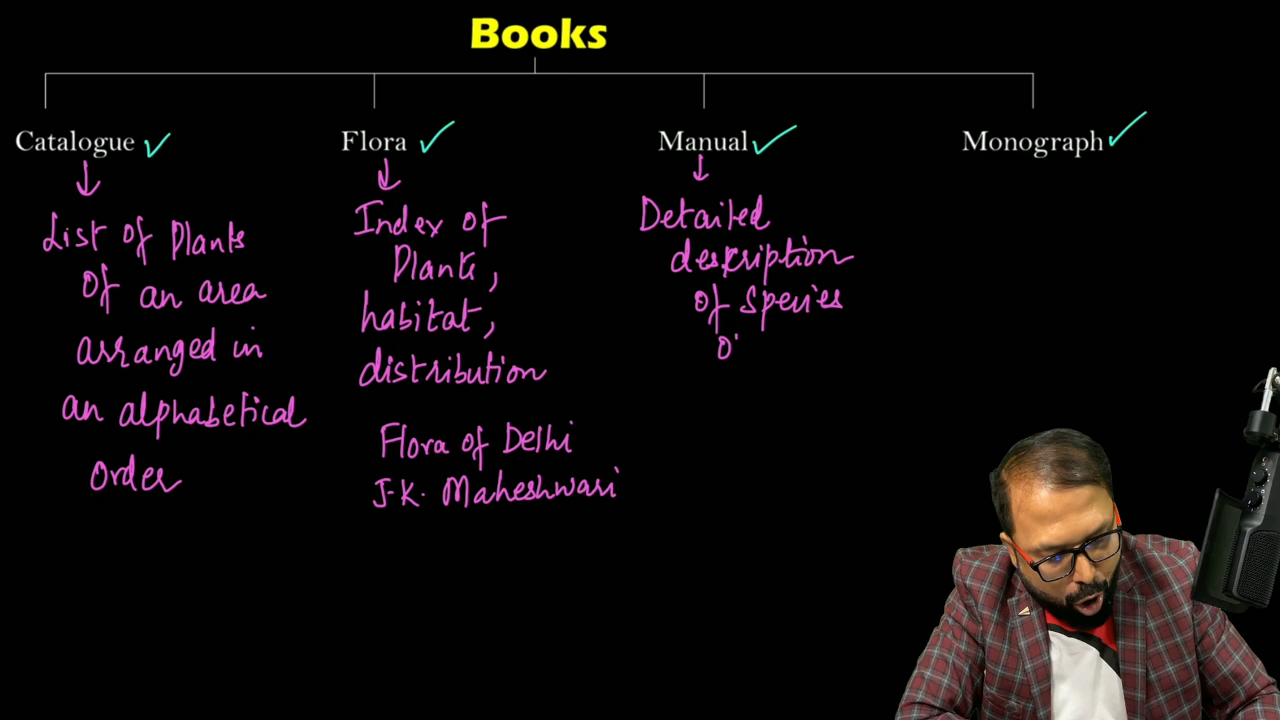 Books
Catalogue
Flora
Manual
Monograph
List of Plants
Of an area
arranged in
an alphabetical
order
Index of
Plants,
habitat,
distribution
Flora of Delhi
J.K. Maheshwari
Detailed
description
of Species